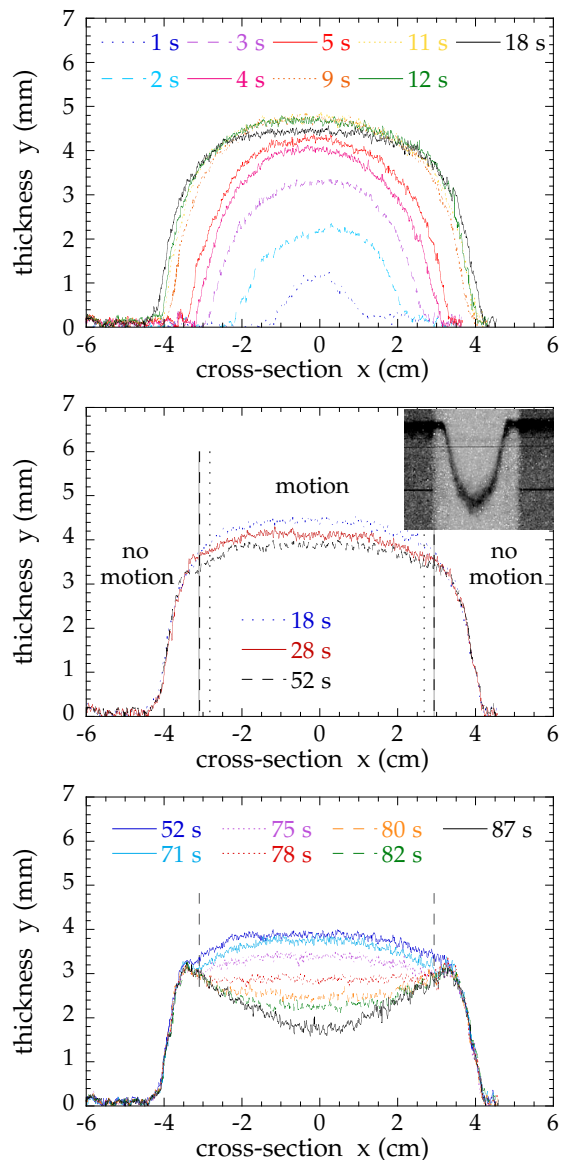 1 s 3 s 5 s 11 s 18 s
2 s 4 s 9 s 12 s
7
6
5
4
3
2
1
0
thickness y (mm)
-6 -4 -2 0 2 4 6
cross-section x (cm)
7
6
5
4
3
2
1
0
thickness y (mm)
motion
no motion
no motion
18 s
28 s
52 s
-6 -4 -2 0 2 4 6
cross-section x (cm)
7
6
5
4
3
2
1
0
thickness y (mm)
52 s 75 s 80 s 87 s
71 s 78 s 82 s
-6 -4 -2 0 2 4 6
cross-section x (cm)